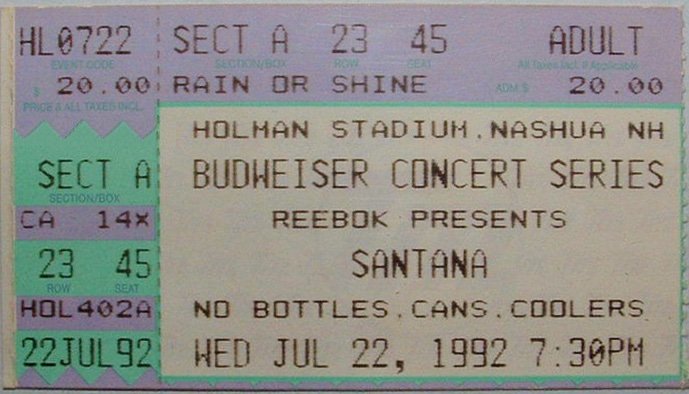 HL0722 SECT A 23 45 ADULT
EVENT CODE SECTION/BOX ROW SEAT All Taxes Incl. If Applicable
$ 20.00 RAIN OR SHINE ADM.$ 20.00
PRICE & ALL TAXES INCL.
HOLMAN STADIUM.NASHUA NH
SECT A BUDWEISER CONCERT SERIES
SECTION/BOX
CA 14X REEBOK PRESENTS
23 45 SANTANA
ROW SEAT
HOL402A NO BOTTLES.CANS.COOLERS
22JUL92 WED JUL 22, 1992 7:30PM